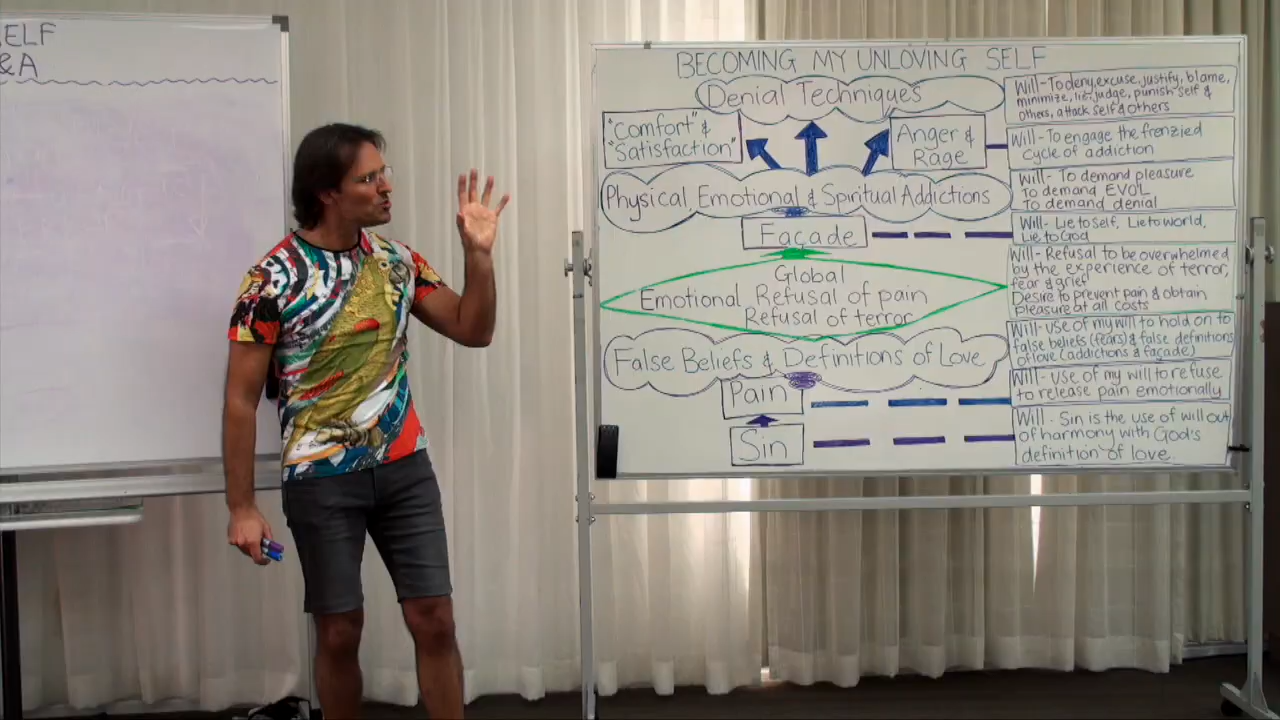 ELF
&A
BECOMING MY UNLOVING SELF
Denial Techniques
"Comfort" &
"Satisfaction"
Anger &
Rage
Physical, Emotional & Spiritual Addictions
Façade
Global
Emotional Refusal of pain
Refusal of terror
False Beliefs & Definitions of Love
Pain
Sin
Will - To deny, excuse, justify, blame,
minimize, lie, judge, punish self &
others, attack self & others
Will - To engage the frenzied
cycle of addiction
Will - To demand pleasure
To demand EVOL
To demand denial
Will - Lie to self, Lie to world,
Lie to God
Will - Refusal to be overwhelmed
by the experience of terror,
fear & grief
Desire to prevent pain & obtain
pleasure at all costs
Will - use of my will to hold on to
false beliefs (fears) & false definitions
of love (addictions & façade)
Will - use of my will to refuse
to release pain emotionally
Will - Sin is the use of will out
of harmony with God's
definition of love